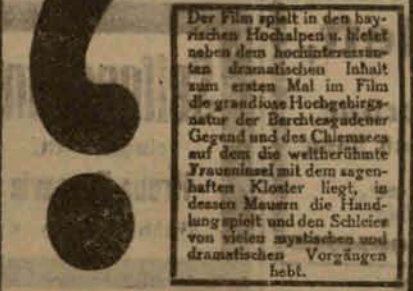 Der Film spielt in den bay-
rischen Hochalpen u. bietet
neben dem hochinteressan-
ten dramatischen Inhalt
zum ersten Mal im Film
die grandiose Hochgebirgs-
natur der Berchtesgadener
Gegend und des Chiemsees
auf dem die weltberühmte
Fraueninsel mit dem sagen-
haften Kloster liegt, in
dessen Mauern die Hand-
lung spielt und den Schleier
von vielen mystischen und
dramatischen Vorgängen
hebt.